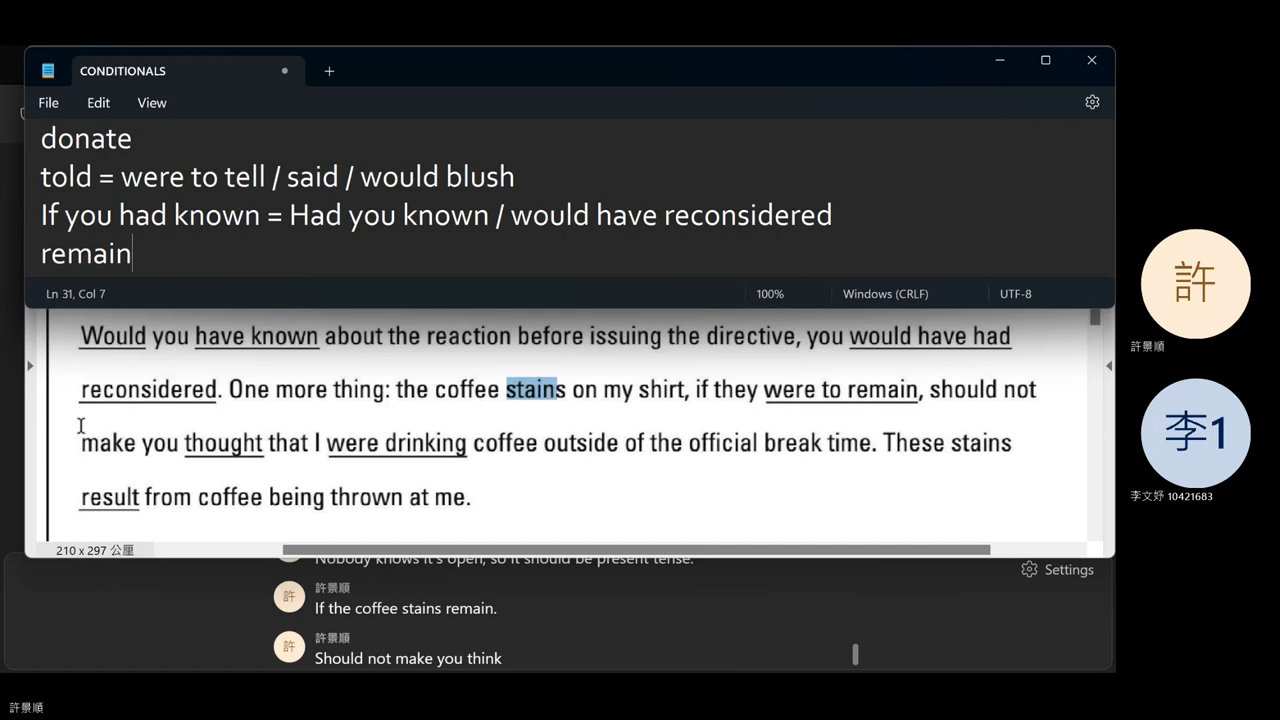 CONDITIONALS
File Edit View
donate
told = were to tell / said / would blush
If you had known = Had you known / would have reconsidered
remain
Ln 31, Col 7 100% Windows (CRLF) UTF-8
Would you have known about the reaction before issuing the directive, you would have had
reconsidered. One more thing: the coffee stains on my shirt, if they were to remain, should not
make you thought that I were drinking coffee outside of the official break time. These stains
result from coffee being thrown at me.
210 x 297 公厘
Nobody knows it's open, so it should be present tense.
Settings
許
許景順
If the coffee stains remain.
許
許景順
Should not make you think
許
許景順
李1
李文妤 10421683
許景順